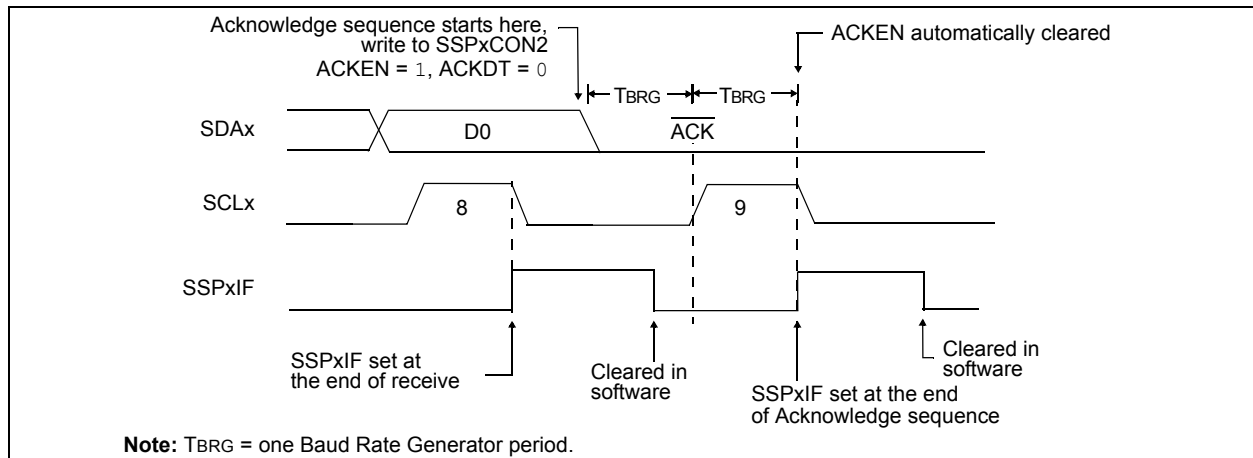 Acknowledge sequence starts here,
write to SSPxCON2
ACKEN = 1, ACKDT = 0
ACKEN automatically cleared
TBRG
TBRG
SDAx
D0
ACK
SCLx
8
9
SSPxIF
SSPxIF set at
the end of receive
Cleared in
software
SSPxIF set at the end
of Acknowledge sequence
Cleared in
software
Note: TBRG = one Baud Rate Generator period.